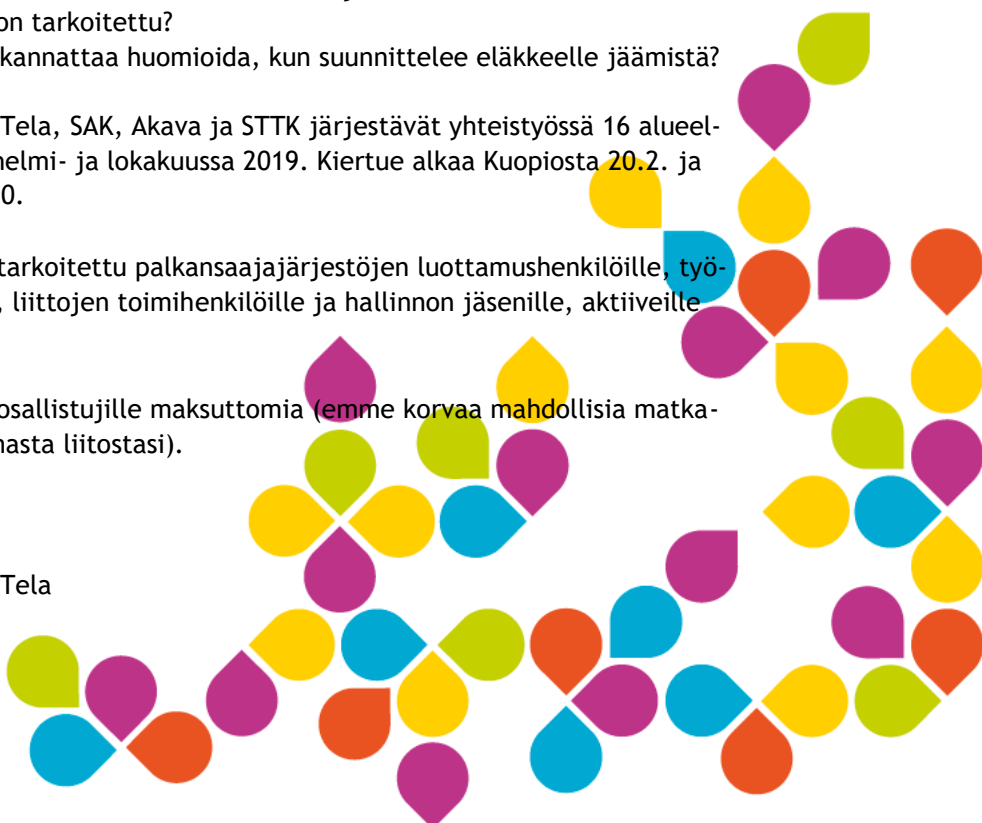 on tarkoitettu?
kannattaa huomioida, kun suunnittelee eläkkeelle jäämistä?
Tela, SAK, Akava ja STTK järjestävät yhteistyössä 16 alueel-
helmi- ja lokakuussa 2019. Kiertue alkaa Kuopiosta 20.2. ja
0.
tarkoitettu palkansaajajärjestöjen luottamushenkilöille, työ-
, liittojen toimihenkilöille ja hallinnon jäsenille, aktiiveille
osallistujille maksuttomia (emme korvaa mahdollisia matka-
masta liitostasi).
Tela